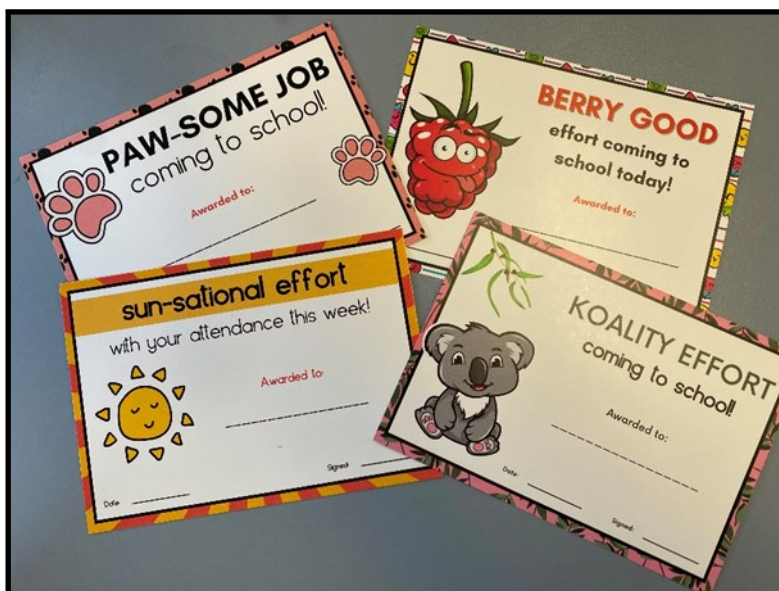 PAW-SOME JOB
coming to school!
Awarded to:
BERRY GOOD
effort coming to
school today!
Awarded to:
sun-sational effort
with your attendance this week!
Awarded to:
Date:
Signed:
KOALITY EFFORT
coming to school!
Awarded to:
Date:
Signed: